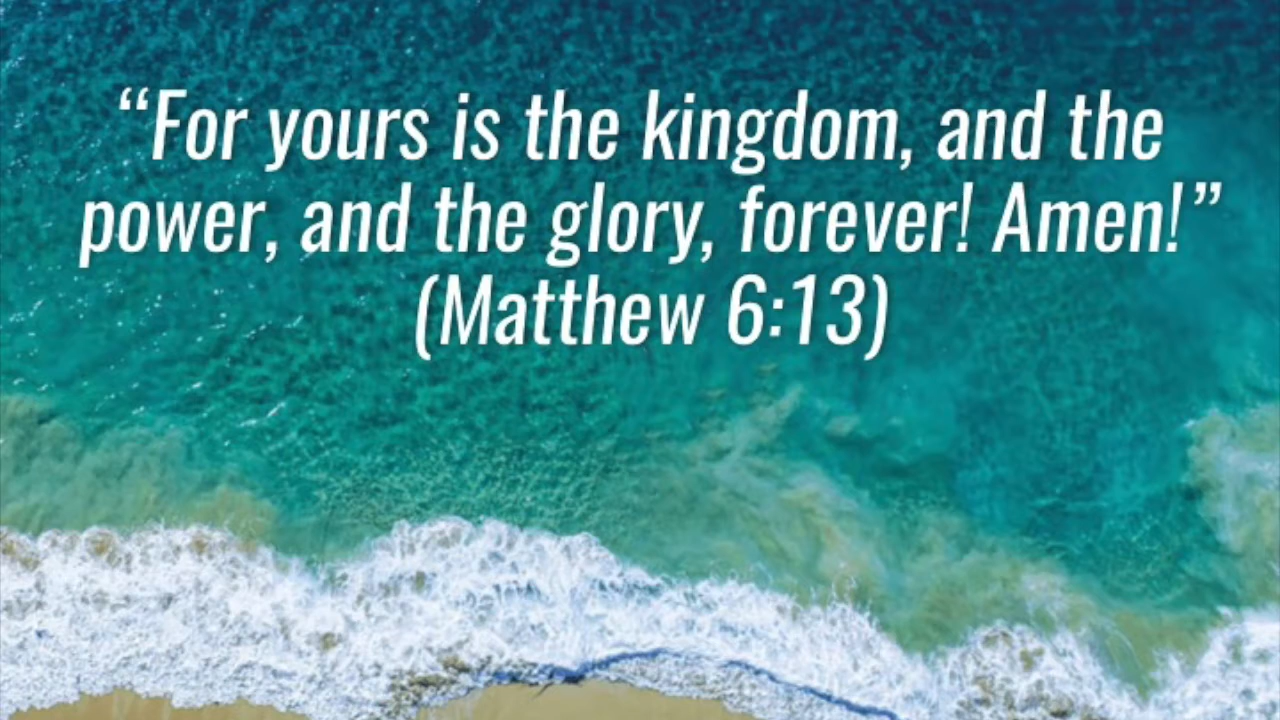 “For yours is the kingdom, and the
power, and the glory, forever! Amen!”
(Matthew 6:13)